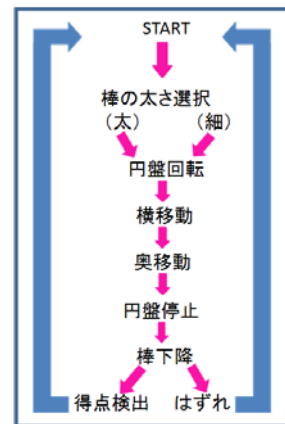 START
棒の太さ選択
（太） （細）
円盤回転
横移動
奥移動
円盤停止
棒下降
得点検出 はずれ